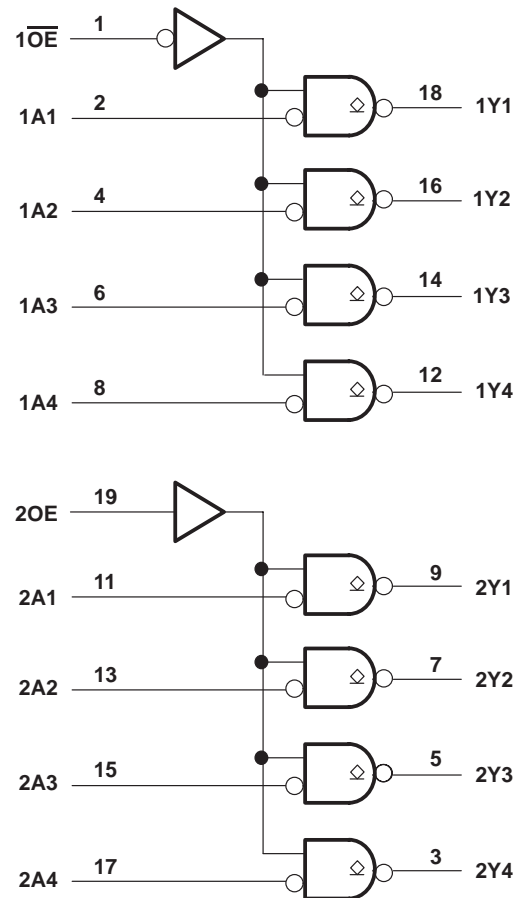 1O̅E̅ 1
1A1 2 18 1Y1
1A2 4 16 1Y2
1A3 6 14 1Y3
1A4 8 12 1Y4
2OE 19
2A1 11 9 2Y1
2A2 13 7 2Y2
2A3 15 5 2Y3
2A4 17 3 2Y4